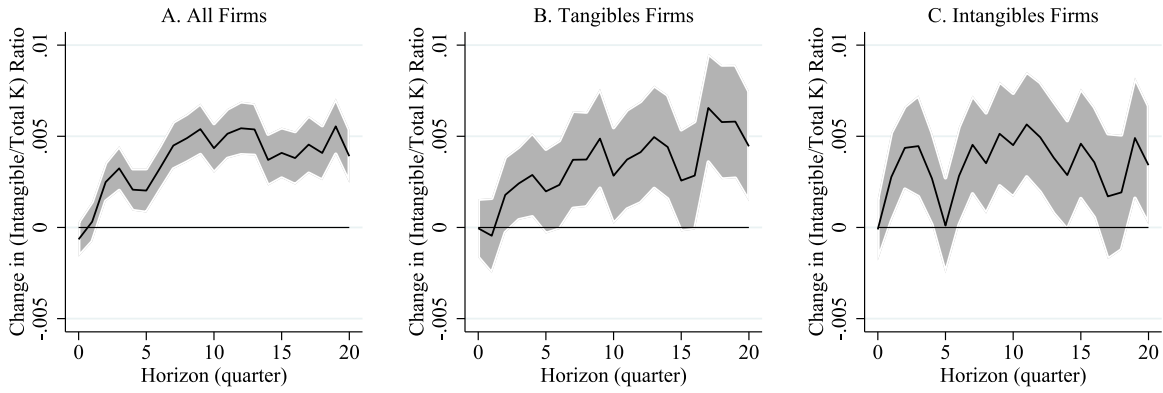 A. All Firms
Change in (Intangible/Total K) Ratio
.01
.005
0
-.005
0 5 10 15 20
Horizon (quarter)
B. Tangibles Firms
Change in (Intangible/Total K) Ratio
.01
.005
0
-.005
0 5 10 15 20
Horizon (quarter)
C. Intangibles Firms
Change in (Intangible/Total K) Ratio
.01
.005
0
-.005
0 5 10 15 20
Horizon (quarter)